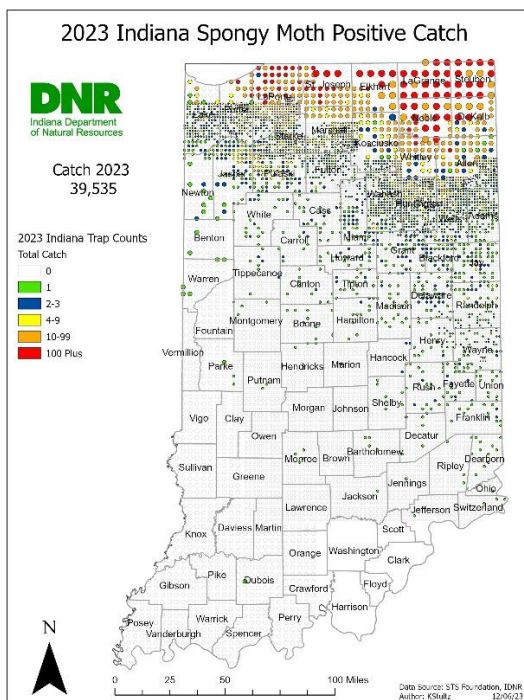 2023 Indiana Spongy Moth Positive Catch
DNR
Indiana Department
of Natural Resources
Catch 2023
39,535
2023 Indiana Trap Counts
Total Catch
0
1
2-3
4-9
10-99
100 Plus
St. Joseph
Elkhart
LaGrange
Steuben
LaPorte
Porter
Lake
Noble
DeKalb
Starke
Marshall
Kosciusko
Whitley
Allen
Jasper
Pulaski
Fulton
Newton
Wabash
Huntington
Wells
Adams
White
Cass
Miami
Benton
Carroll
Howard
Grant
Blackford
Jay
Warren
Tippecanoe
Clinton
Tipton
Madison
Delaware
Randolph
Fountain
Montgomery
Boone
Hamilton
Henry
Wayne
Vermillion
Parke
Putnam
Hendricks
Marion
Hancock
Rush
Fayette
Union
Vigo
Clay
Morgan
Johnson
Shelby
Franklin
Owen
Decatur
Sullivan
Greene
Monroe
Brown
Bartholomew
Ripley
Dearborn
Jennings
Ohio
Lawrence
Jackson
Jefferson
Switzerland
Knox
Daviess
Martin
Scott
Orange
Washington
Clark
Gibson
Pike
Dubois
Crawford
Floyd
Harrison
Posey
Vanderburgh
Warrick
Spencer
Perry
N
0 25 50 100 Miles
Data Source: STS Foundation, IDNR
Author: KStultz 12/06/23